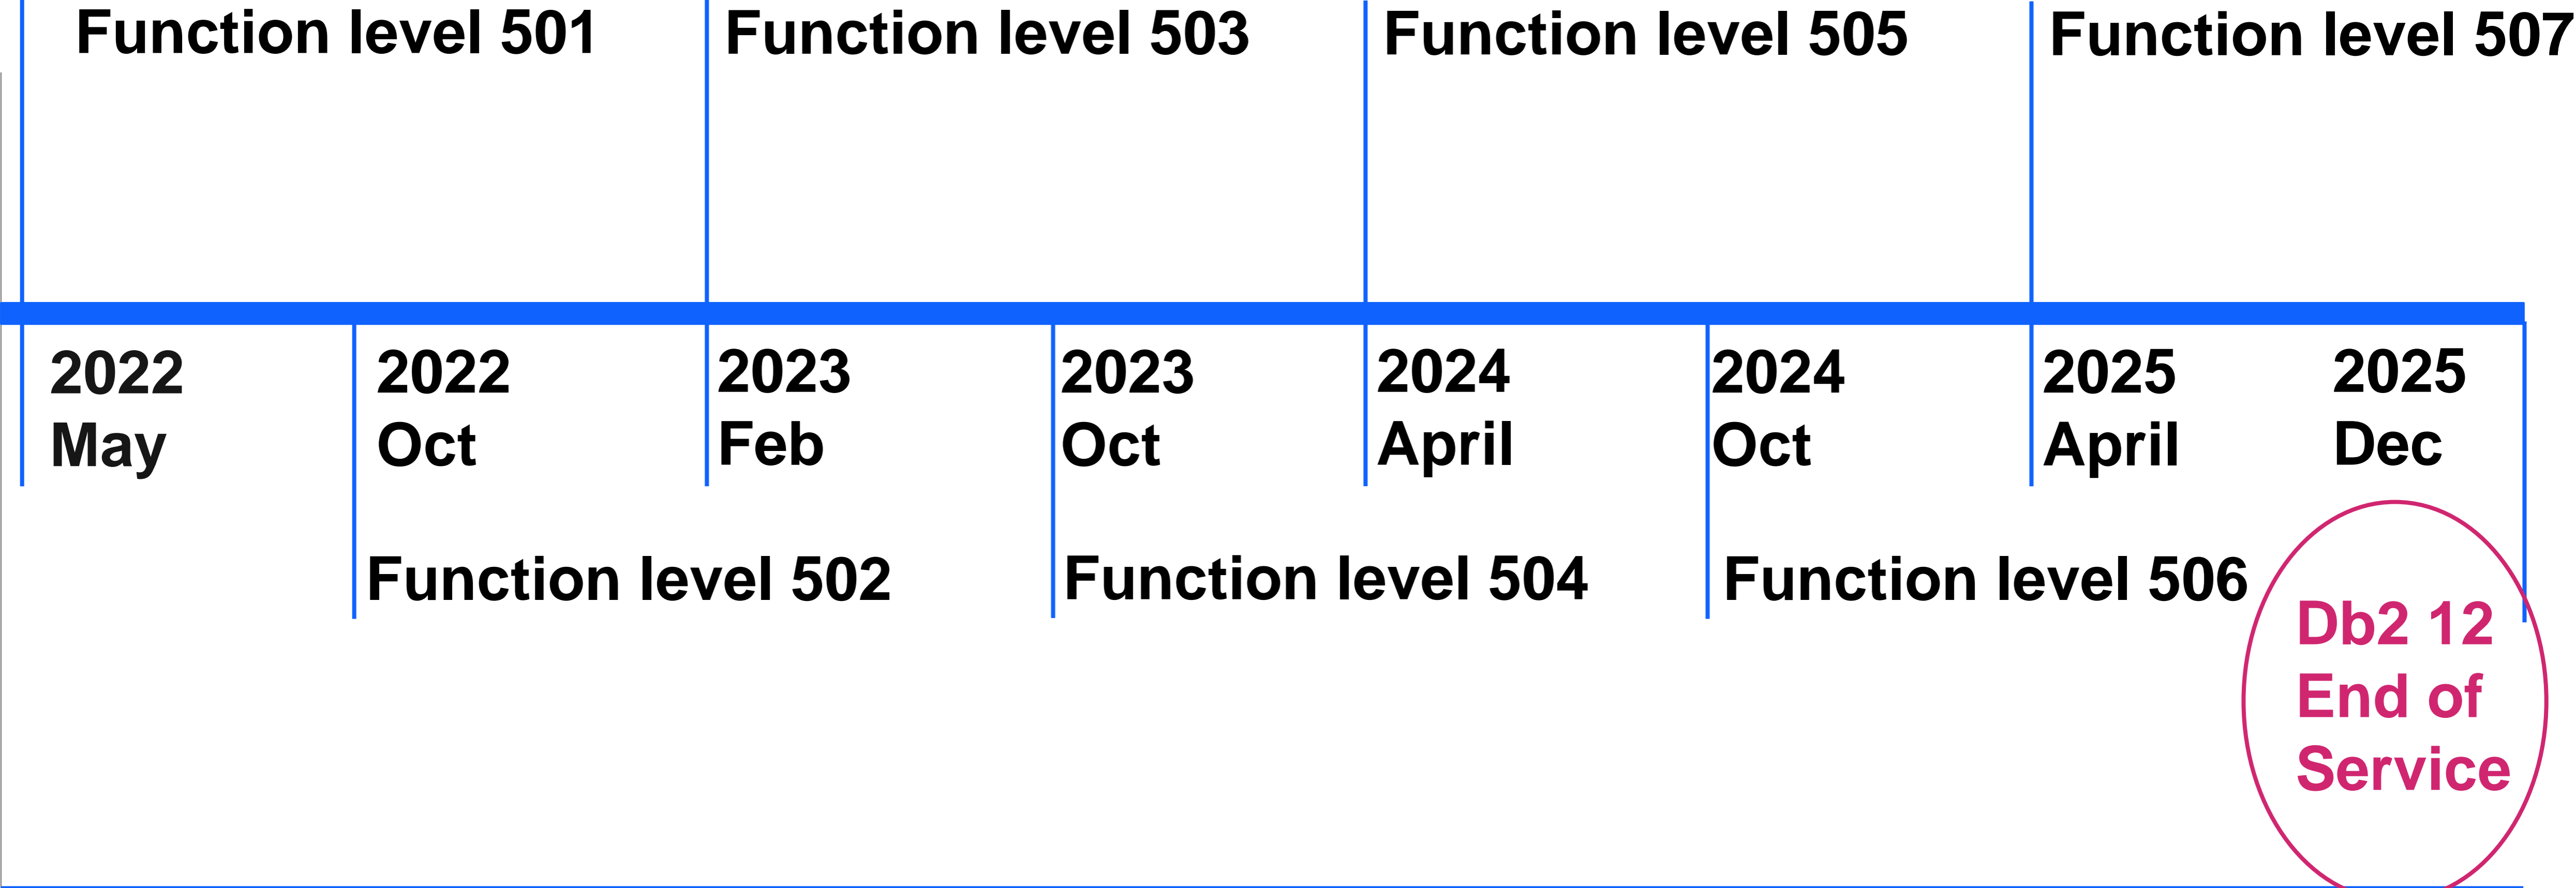 Function level 501
Function level 503
Function level 505
Function level 507
2022
May
2022
Oct
2023
Feb
2023
Oct
2024
April
2024
Oct
2025
April
2025
Dec
Function level 502
Function level 504
Function level 506
Db2 12
End of
Service